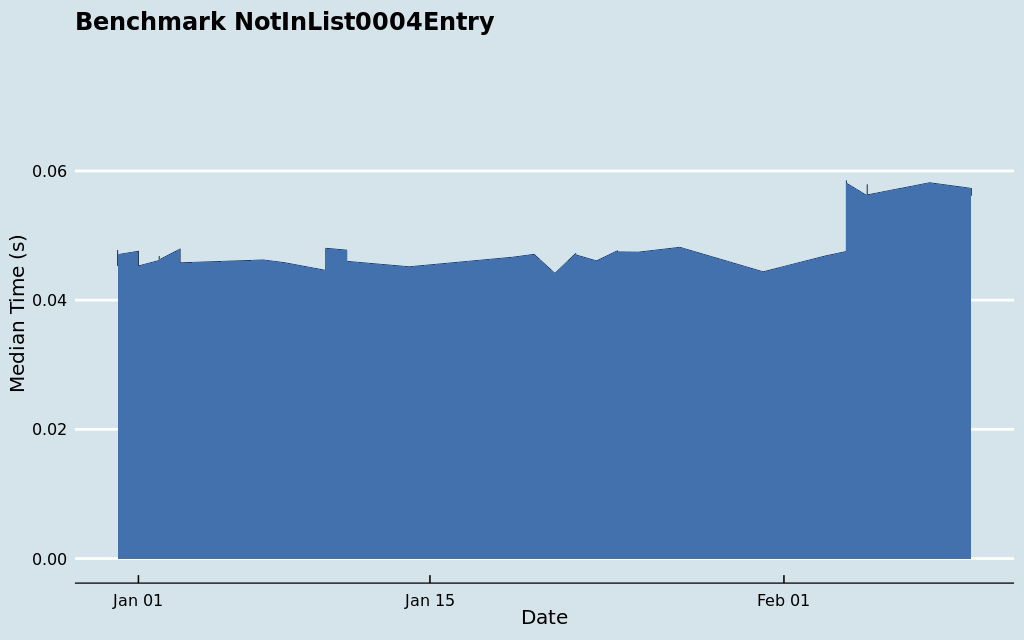 Benchmark NotInList0004Entry
Median Time (s)
0.06
0.04
0.02
0.00
Jan 01
Jan 15
Feb 01
Date